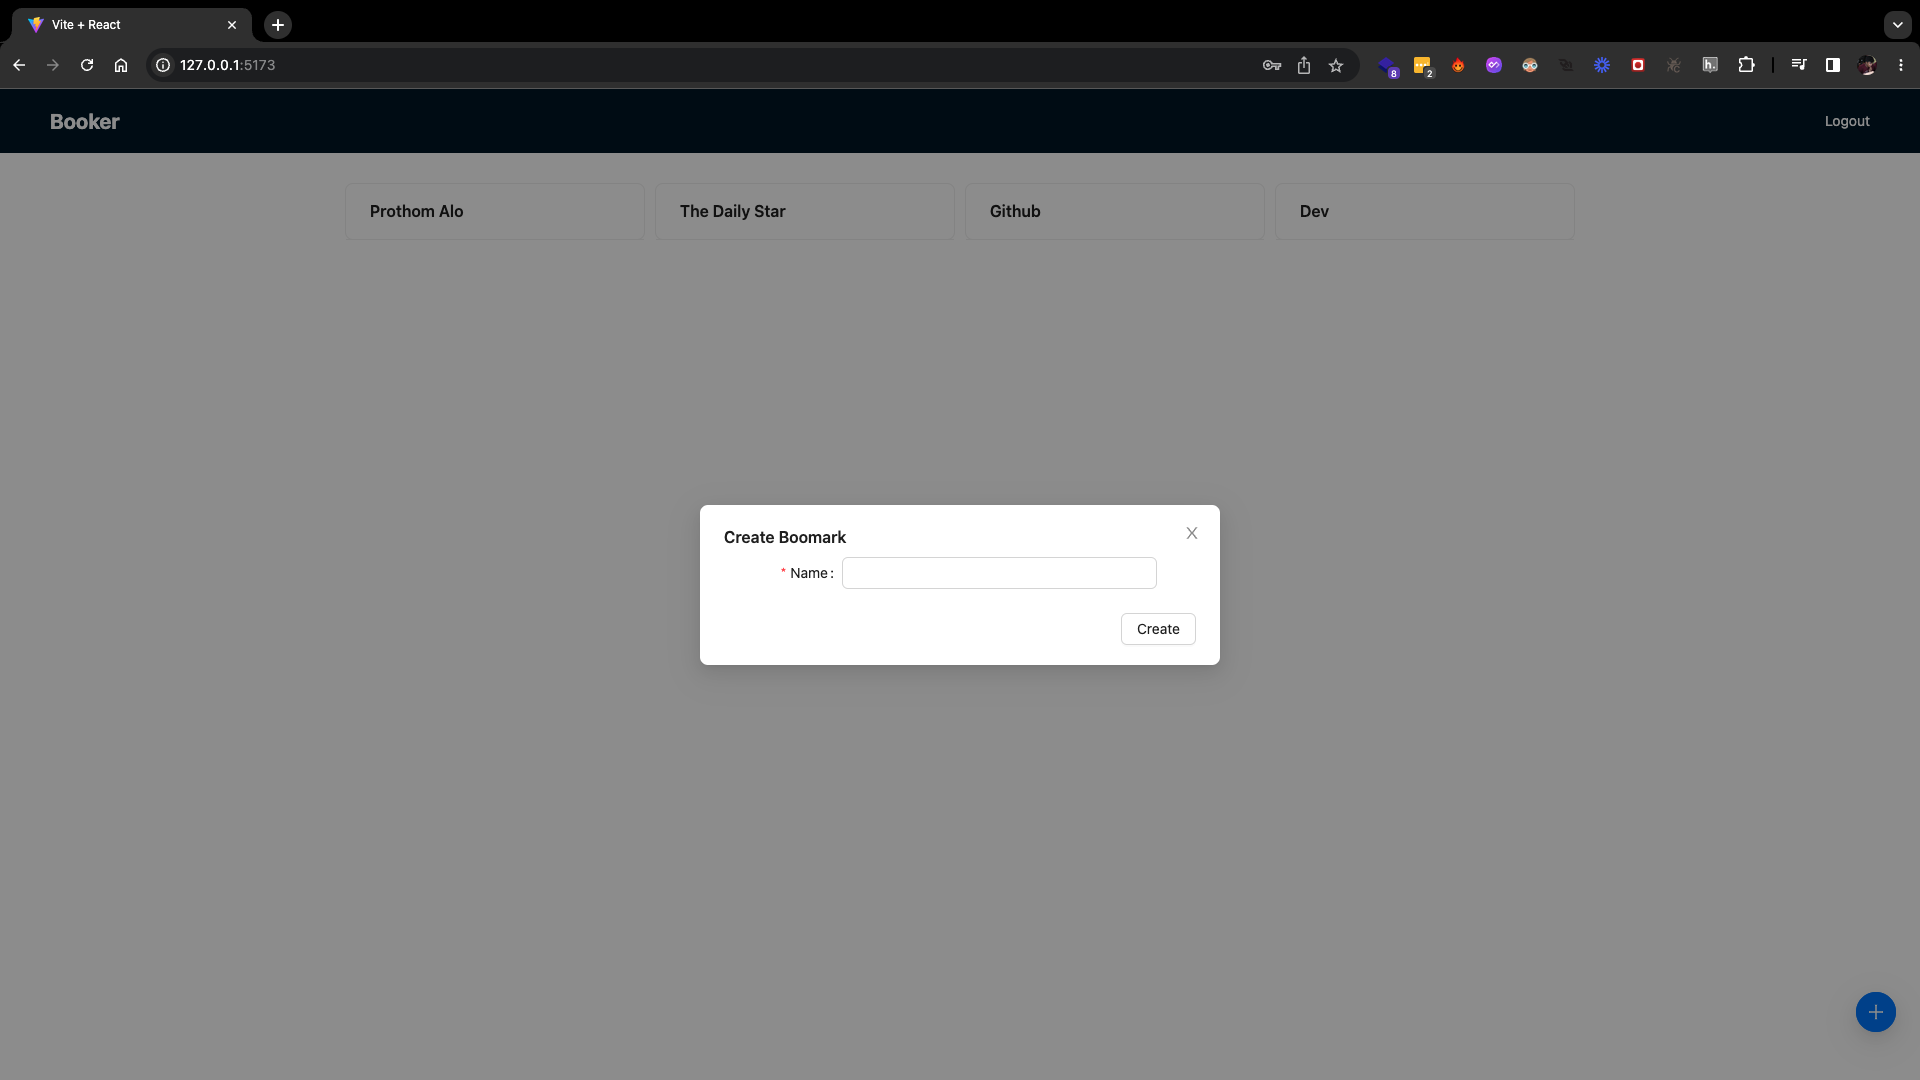 Vite + React
127.0.0.1:5173
8
2
h.
Booker
Logout
Prothom Alo
The Daily Star
Github
Dev
Create Boomark
* Name :
Create